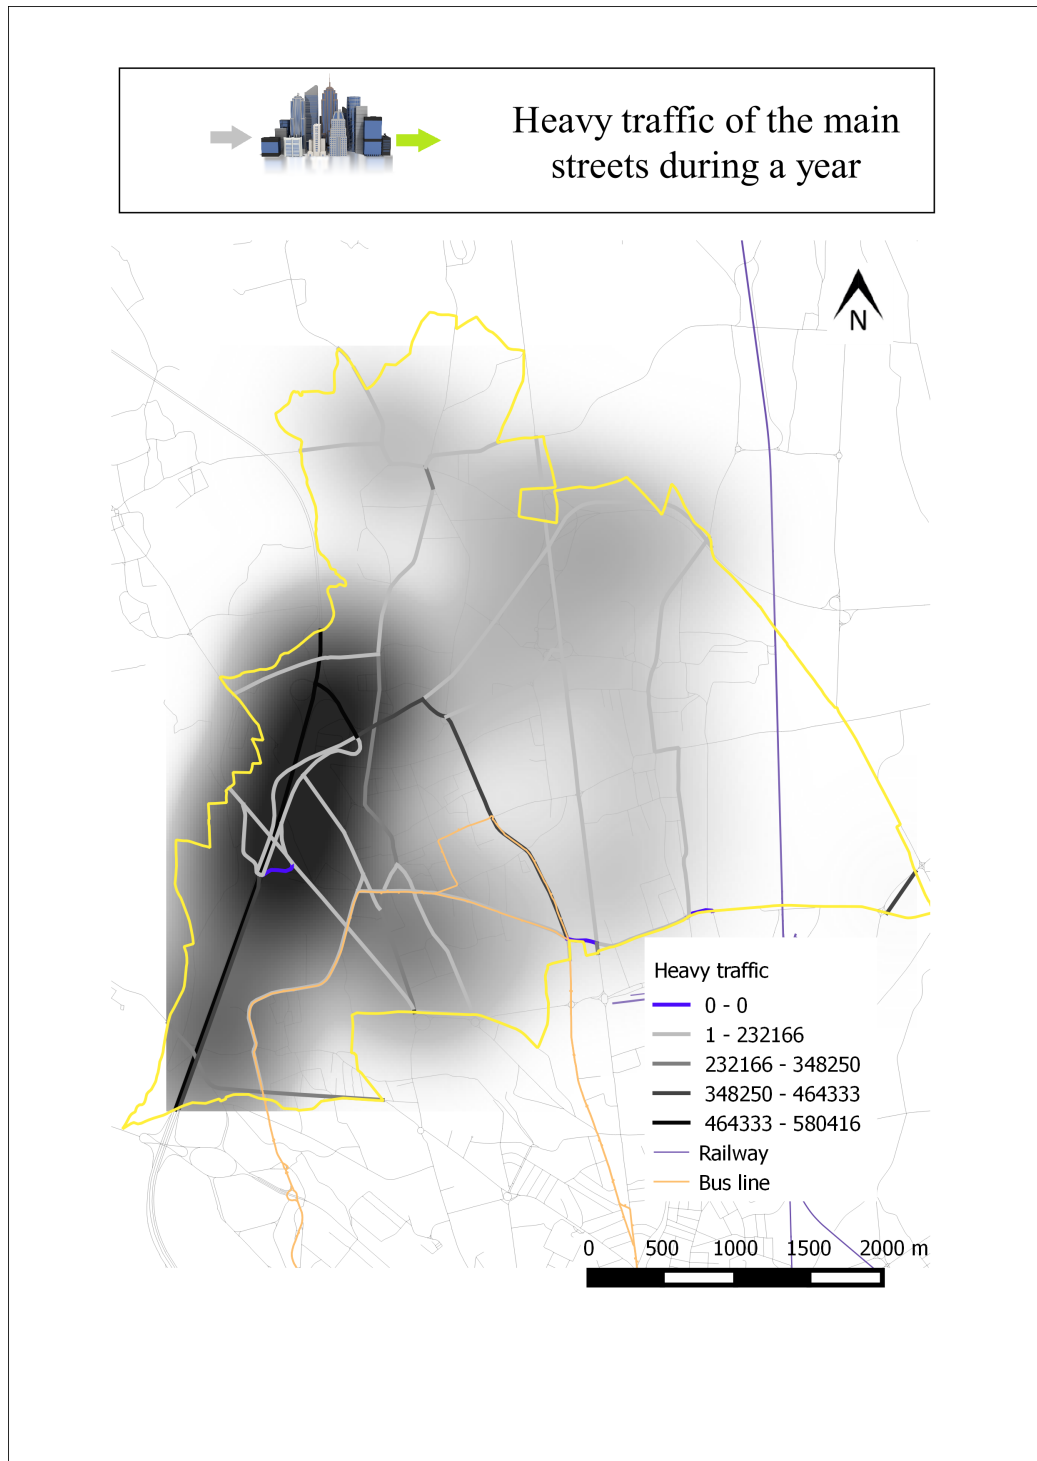 Heavy traffic of the main
streets during a year
N
Heavy traffic
0 - 0
1 - 232166
232166 - 348250
348250 - 464333
464333 - 580416
Railway
Bus line
0 500 1000 1500 2000 m